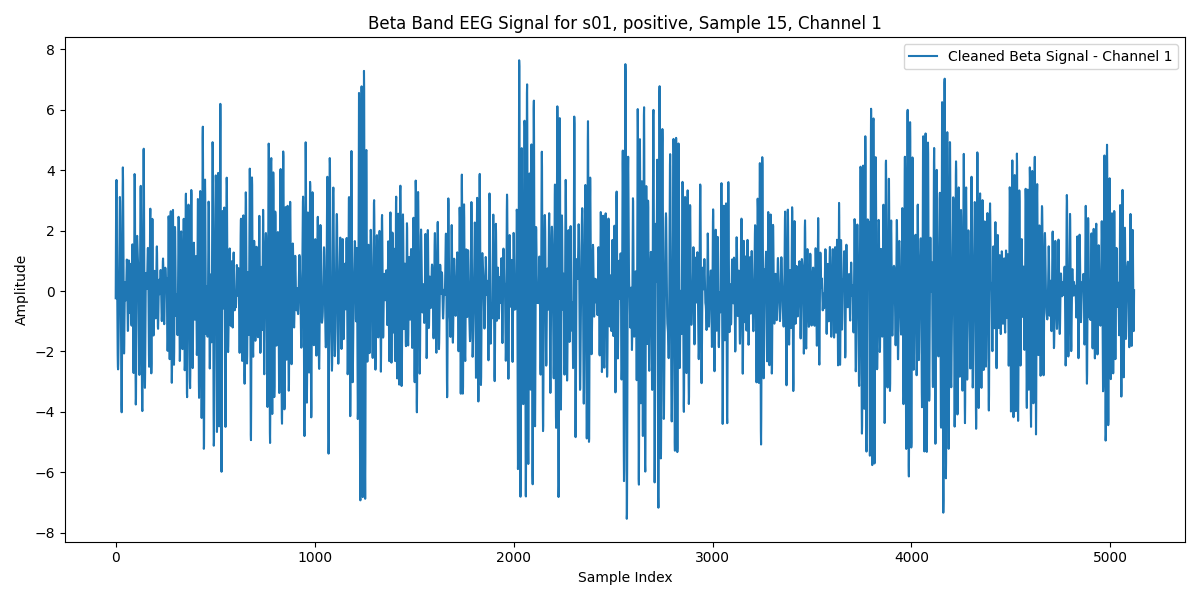 Beta Band EEG Signal for s01, positive, Sample 15, Channel 1
Cleaned Beta Signal - Channel 1
8
6
4
2
0
−2
−4
−6
−8
Amplitude
0 1000 2000 3000 4000 5000
Sample Index